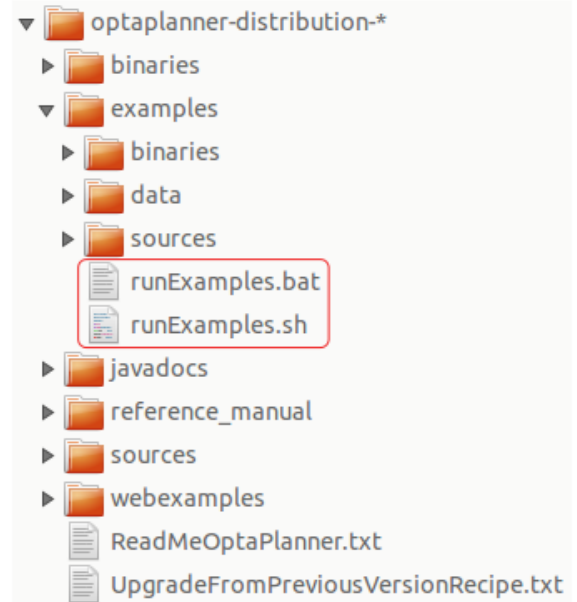 optaplanner-distribution-*
binaries
examples
binaries
data
sources
runExamples.bat
runExamples.sh
javadocs
reference_manual
sources
webexamples
ReadMeOptaPlanner.txt
UpgradeFromPreviousVersionRecipe.txt